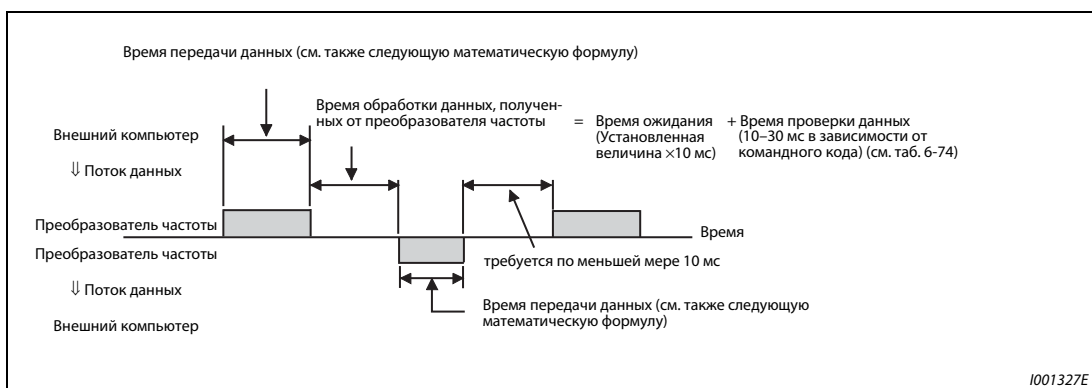 Время передачи данных (см. также следующую математическую формулу)
Время обработки данных, получен-
ных от преобразователя частоты
= Время ожидания
(Установленная
величина ×10 мс)
+ Время проверки данных
(10–30 мс в зависимости от
командного кода) (см. таб. 6-74)
Внешний компьютер
⇓ Поток данных
Преобразователь частоты
Время
Преобразователь частоты
требуется по меньшей мере 10 мс
⇓ Поток данных
Время передачи данных (см. также следующую
математическую формулу)
Внешний компьютер
I001327E